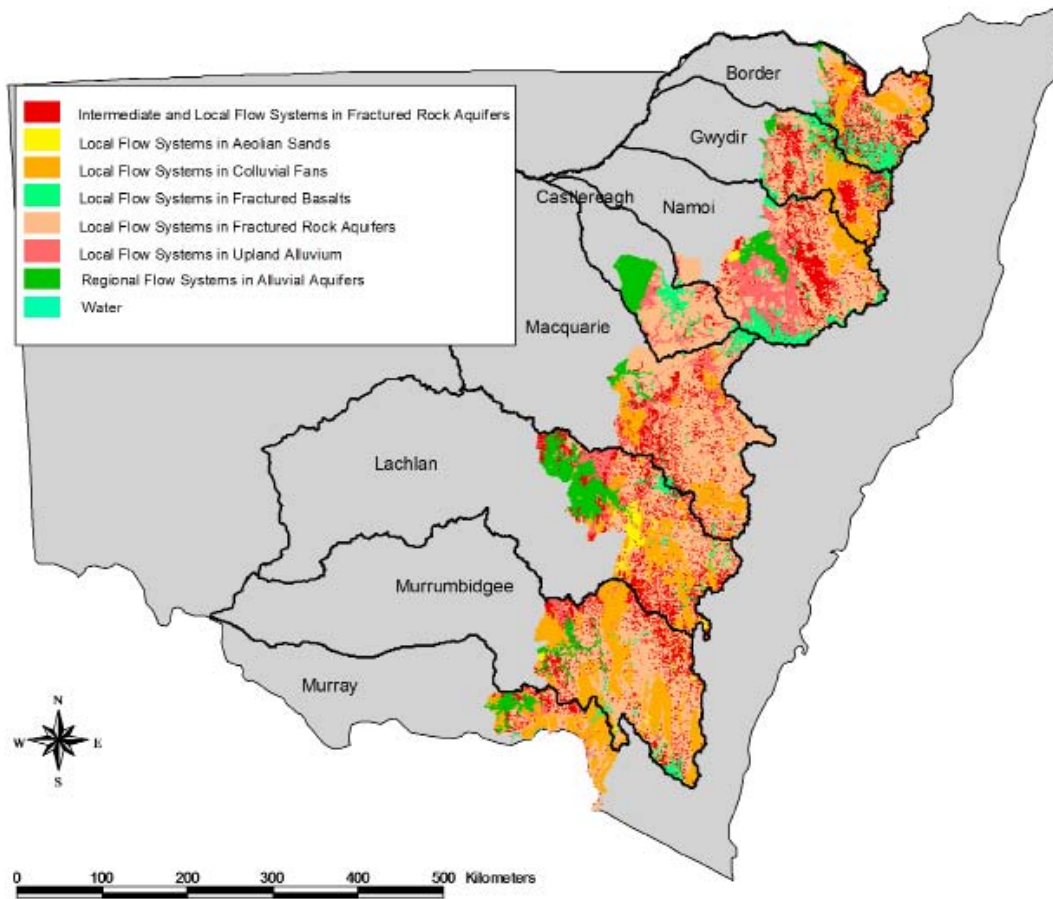 Border
Intermediate and Local Flow Systems in Fractured Rock Aquifers
Local Flow Systems in Aeolian Sands
Gwydir
Local Flow Systems in Colluvial Fans
Local Flow Systems in Fractured Basalts
Castlereagh
Namoi
Local Flow Systems in Fractured Rock Aquifers
Local Flow Systems in Upland Alluvium
Regional Flow Systems in Alluvial Aquifers
Water
Macquarie
Lachlan
Murrumbidgee
Murray
N
W E
S
0 100 200 300 400 500 Kilometers